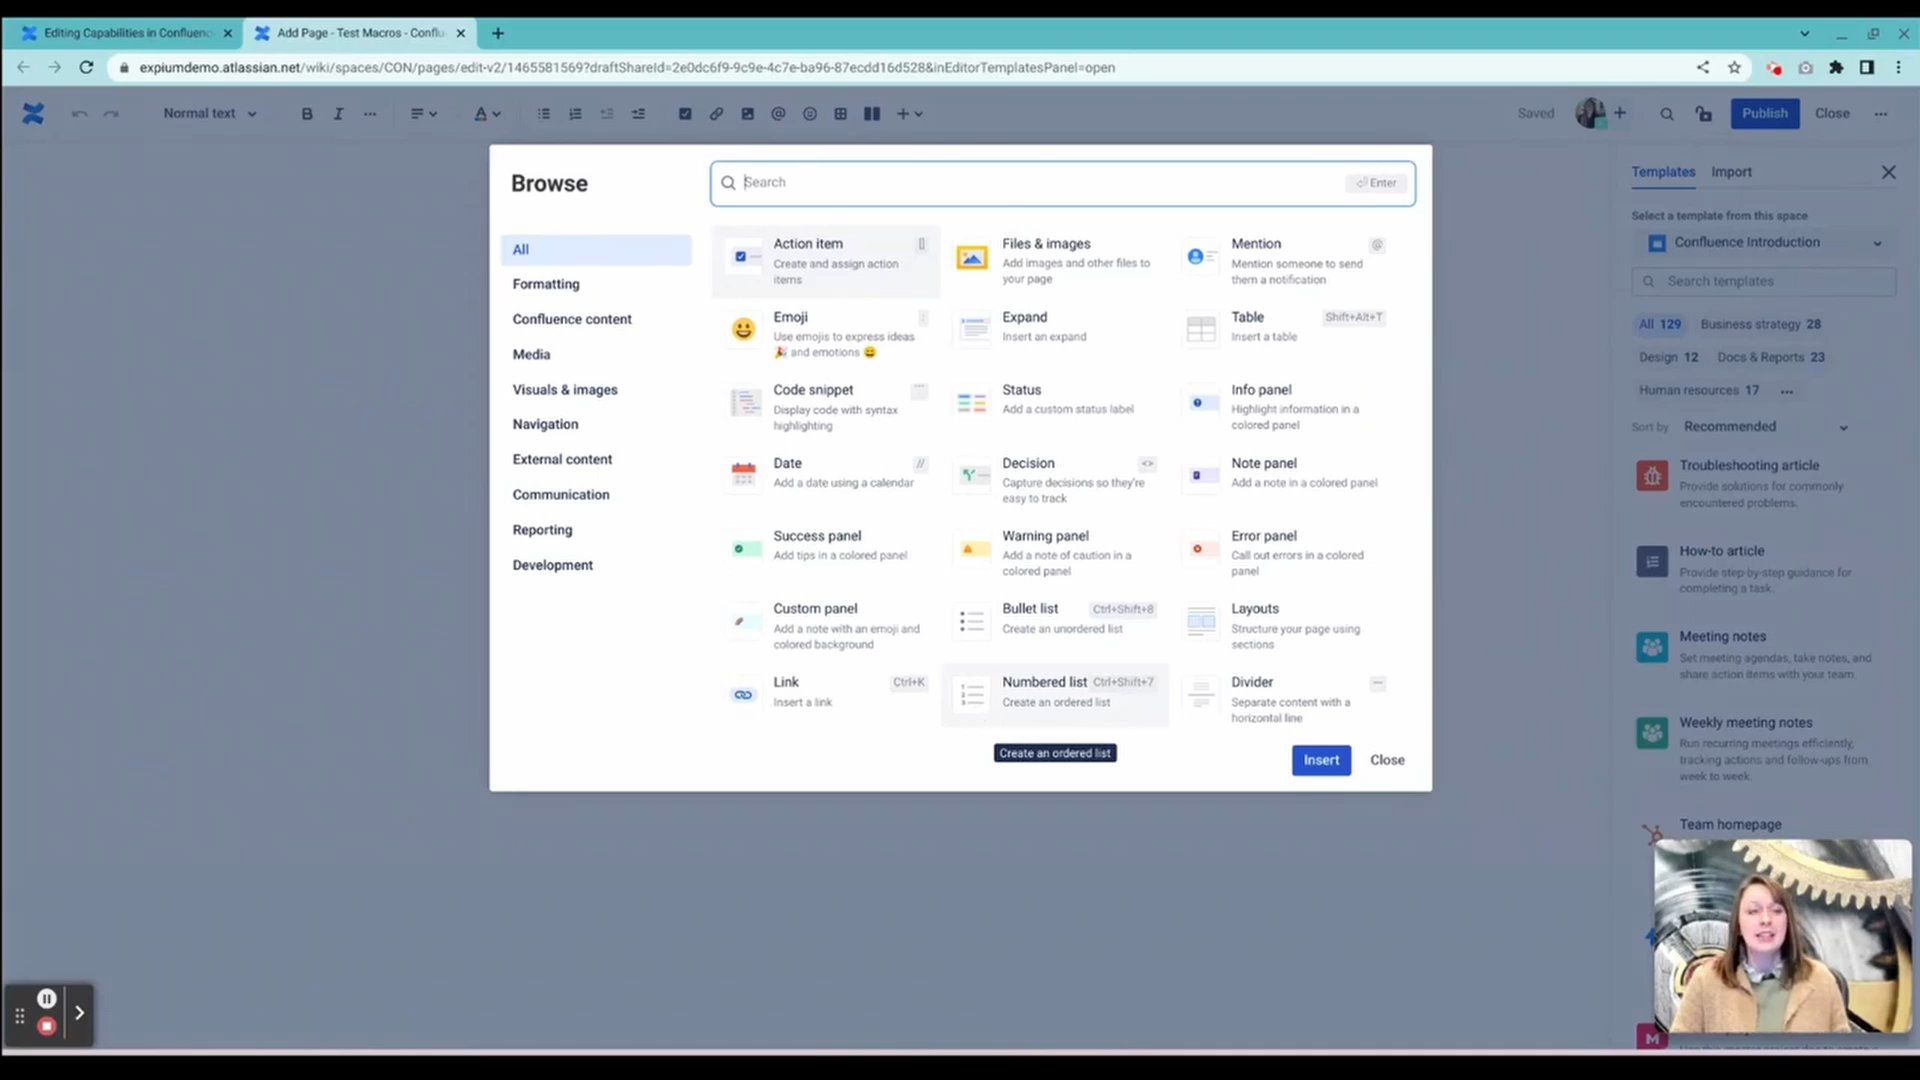 Editing Capabilities in Confluenc
Add Page - Test Macros - Conflu
expiumdemo.atlassian.net/wiki/spaces/CON/pages/edit-v2/1465581569?draftShareId=2e0dc6f9-9c9e-4c7e-ba96-87ecdd16d528&inEditorTemplatesPanel=open
Normal text
B I
A
@
Saved
Publish
Close
Browse
Search
Enter
All
Formatting
Confluence content
Media
Visuals & images
Navigation
External content
Communication
Reporting
Development
Action item
[]
Create and assign action
items
Files & images
Add images and other files to
your page
Mention
@
Mention someone to send
them a notification
Emoji
:
Use emojis to express ideas
🎉 and emotions 😄
Expand
Insert an expand
Table
Shift+Alt+T
Insert a table
Code snippet
```
Display code with syntax
highlighting
Status
Add a custom status label
Info panel
Highlight information in a
colored panel
Date
//
Add a date using a calendar
Decision
<>
Capture decisions so they're
easy to track
Note panel
Add a note in a colored panel
Success panel
Add tips in a colored panel
Warning panel
Add a note of caution in a
colored panel
Error panel
Call out errors in a colored
panel
Custom panel
Add a note with an emoji and
colored background
Bullet list
Ctrl+Shift+8
Create an unordered list
Layouts
Structure your page using
sections
Link
Ctrl+K
Insert a link
Numbered list
Ctrl+Shift+7
Create an ordered list
Divider
---
Separate content with a
horizontal line
Create an ordered list
Insert
Close
Templates
Import
Select a template from this space
Confluence Introduction
Search templates
All 129
Business strategy 28
Design 12
Docs & Reports 23
Human resources 17
Sort by
Recommended
Troubleshooting article
Provide solutions for commonly
encountered problems.
How-to article
Provide step-by-step guidance for
completing a task.
Meeting notes
Set meeting agendas, take notes, and
share action items with your team.
Weekly meeting notes
Run recurring meetings efficiently,
tracking actions and follow-ups from
week to week.
Team homepage
M